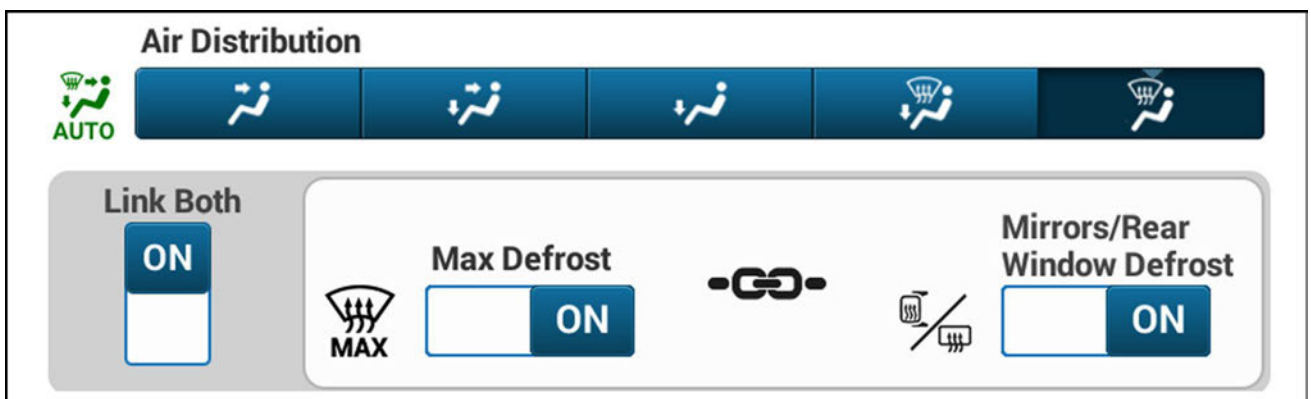 Air Distribution
AUTO
Link Both
ON
Max Defrost
MAX
ON
Mirrors/Rear
Window Defrost
ON